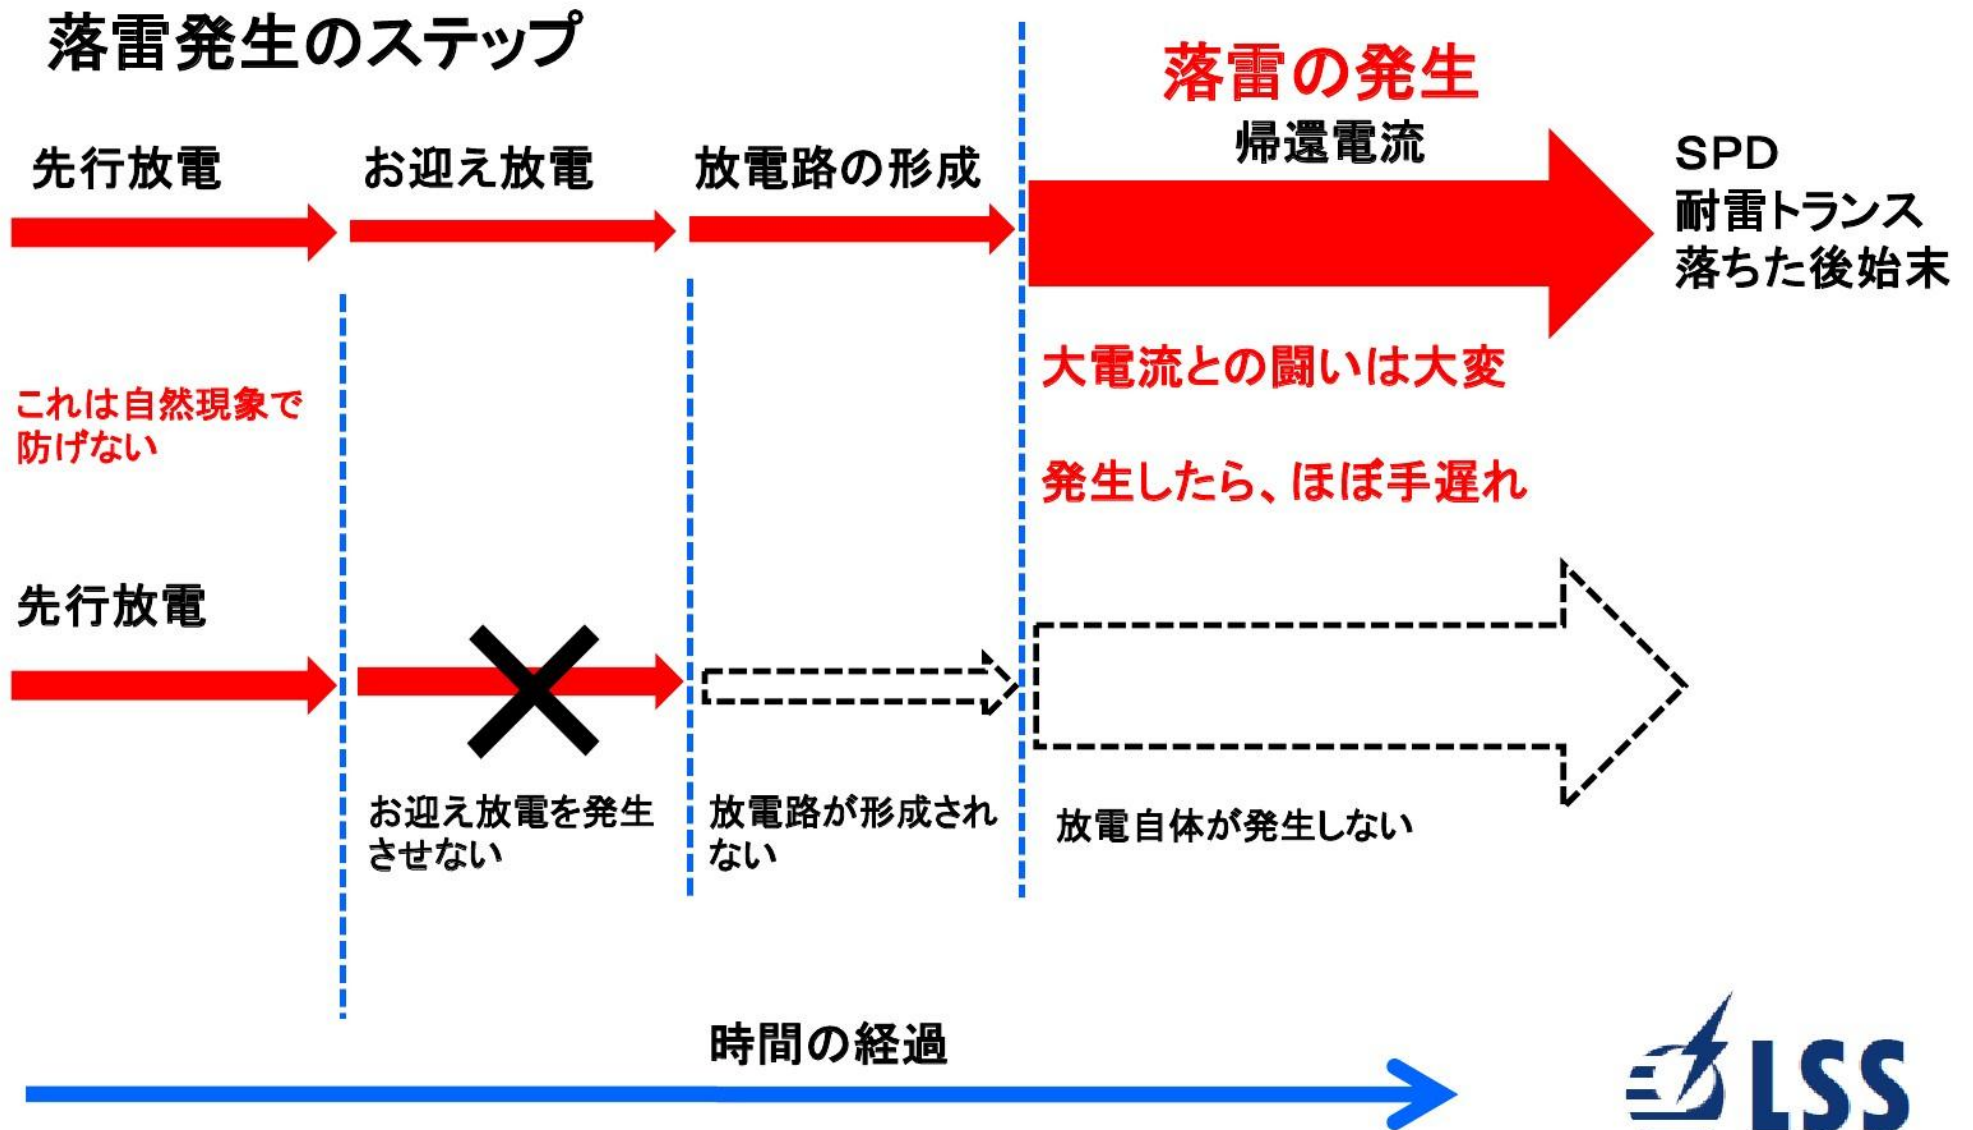 落雷発生のステップ
落雷の発生
帰還電流
先行放電
お迎え放電
放電路の形成
SPD
耐雷トランス
落ちた後始末
これは自然現象で
防げない
大電流との闘いは大変
発生したら、ほぼ手遅れ
先行放電
お迎え放電を発生
させない
放電路が形成され
ない
放電自体が発生しない
時間の経過
LSS